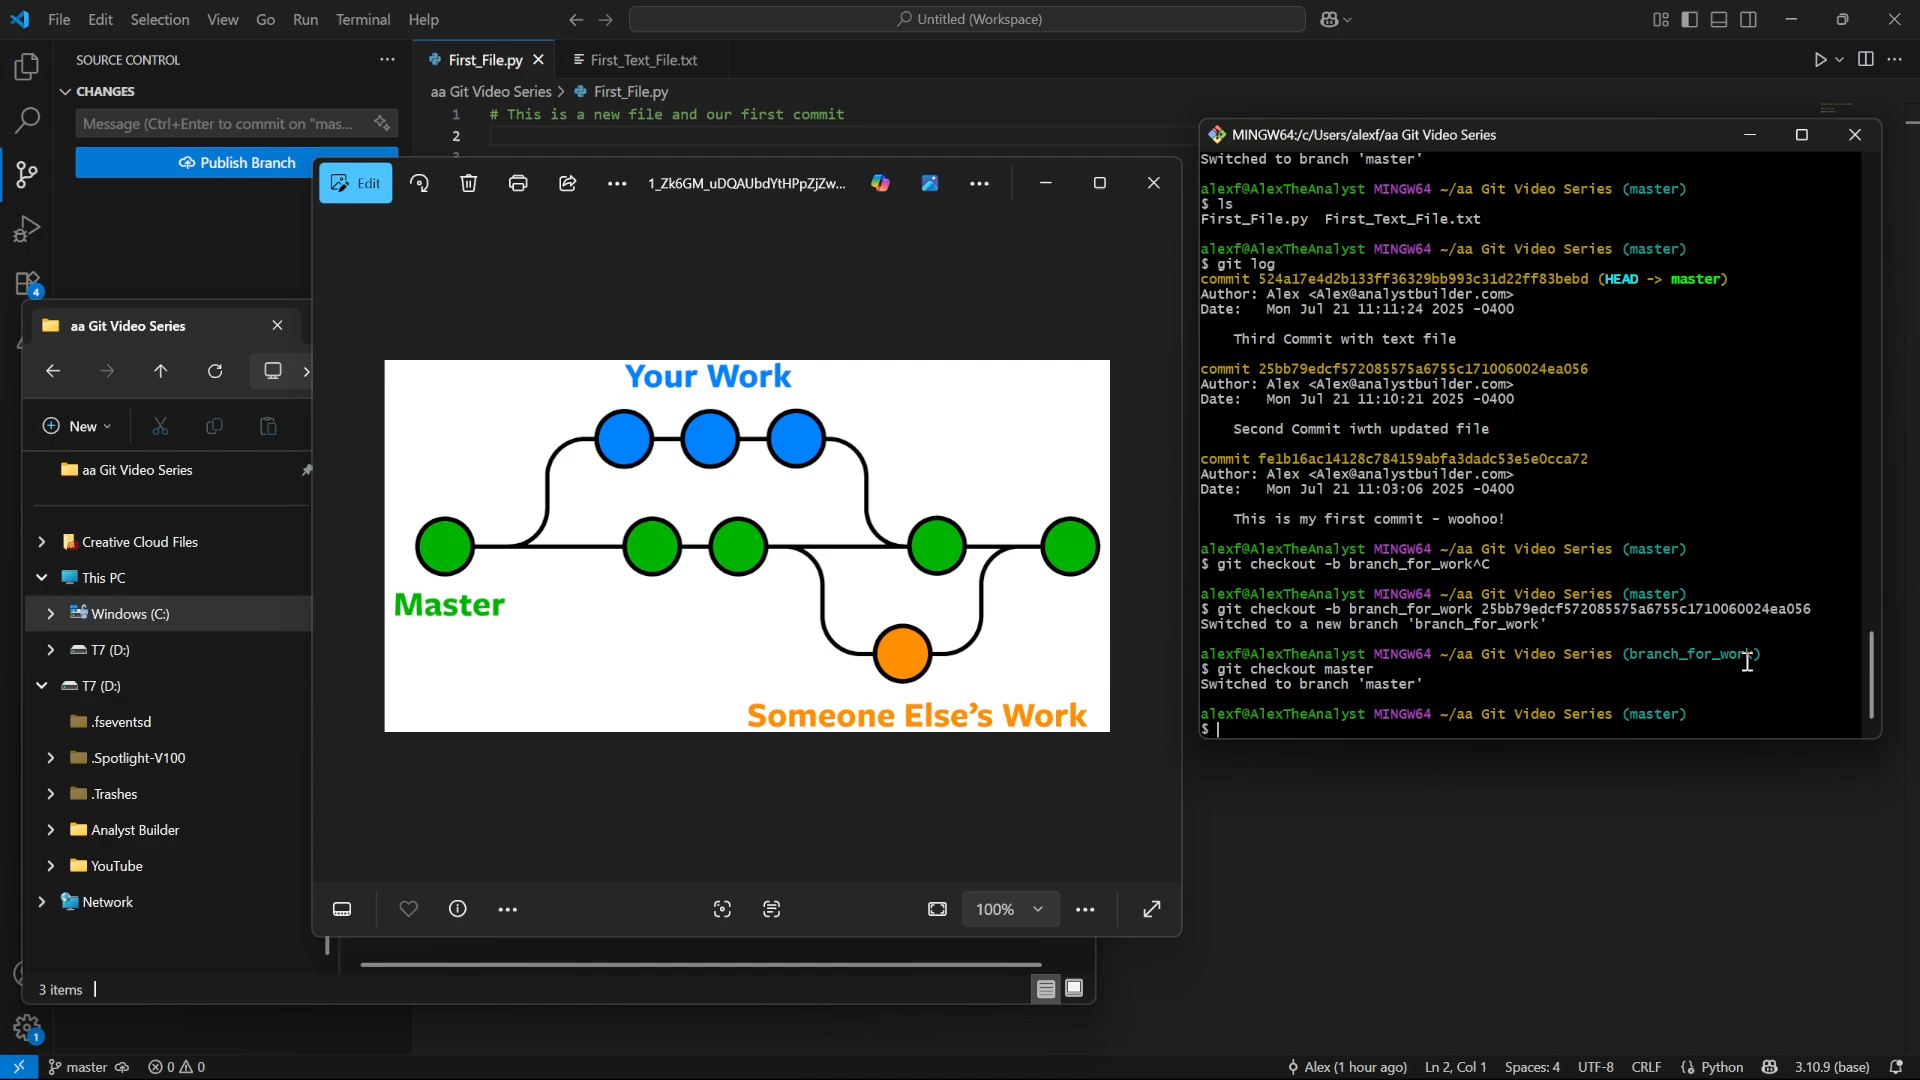 File Edit Selection View Go Run Terminal Help
Untitled (Workspace)
SOURCE CONTROL
CHANGES
Message (Ctrl+Enter to commit on "mas...
Publish Branch
4
First_File.py
First_Text_File.txt
aa Git Video Series > First_File.py
1 # This is a new file and our first commit
2
Edit
1_Zk6GM_uDQAUbdYtHPpZjZw...
Your Work
Master
Someone Else's Work
100%
aa Git Video Series
New
aa Git Video Series
Creative Cloud Files
This PC
Windows (C:)
T7 (D:)
T7 (D:)
.fseventsd
.Spotlight-V100
.Trashes
Analyst Builder
YouTube
Network
3 items
MINGW64:/c/Users/alexf/aa Git Video Series
Switched to branch 'master'
alexf@AlexTheAnalyst MINGW64 ~/aa Git Video Series (master)
$ ls
First_File.py First_Text_File.txt
alexf@AlexTheAnalyst MINGW64 ~/aa Git Video Series (master)
$ git log
commit 524a17e4d2b133ff36329bb993c31d22ff83bebd (HEAD -> master)
Author: Alex <Alex@analystbuilder.com>
Date: Mon Jul 21 11:11:24 2025 -0400
Third Commit with text file
commit 25bb79edcf572085575a6755c1710060024ea056
Author: Alex <Alex@analystbuilder.com>
Date: Mon Jul 21 11:10:21 2025 -0400
Second Commit iwth updated file
commit fe1b16ac14128c784159abfa3dadc53e5e0cca72
Author: Alex <Alex@analystbuilder.com>
Date: Mon Jul 21 11:03:06 2025 -0400
This is my first commit - woohoo!
alexf@AlexTheAnalyst MINGW64 ~/aa Git Video Series (master)
$ git checkout -b branch_for_work^C
alexf@AlexTheAnalyst MINGW64 ~/aa Git Video Series (master)
$ git checkout -b branch_for_work 25bb79edcf572085575a6755c1710060024ea056
Switched to a new branch 'branch_for_work'
alexf@AlexTheAnalyst MINGW64 ~/aa Git Video Series (branch_for_work)
$ git checkout master
Switched to branch 'master'
alexf@AlexTheAnalyst MINGW64 ~/aa Git Video Series (master)
$
1
master 0 0
Alex (1 hour ago) Ln 2, Col 1 Spaces: 4 UTF-8 CRLF {} Python 3.10.9 (base)